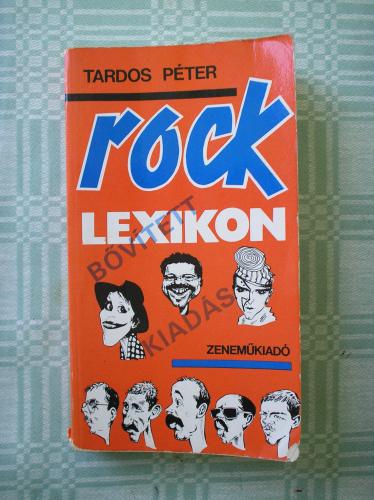 TARDOS PÉTER
rock
LEXIKON
BŐVÍTETT
KIADÁS
ZENEMŰKIADÓ